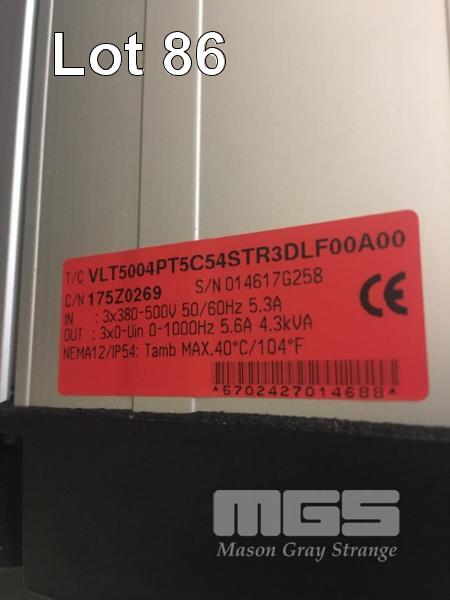 Lot 86
T/C VLT5004PT5C54STR3DLF00A00
C/N 175Z0269 S/N 014617G258
IN : 3x380-500V 50/60Hz 5.3A
OUT : 3x0-Uin 0-1000Hz 5.6A 4.3kVA
NEMA12/IP54: Tamb MAX.40°C/104°F
CE
*5702427014688*
MGS
Mason Gray Strange